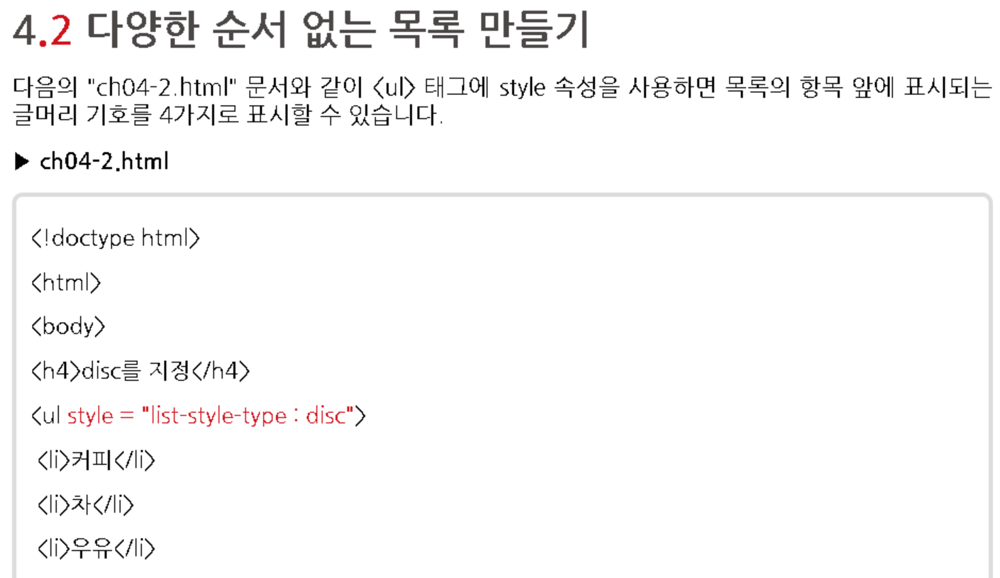 4.2 다양한 순서 없는 목록 만들기
다음의 "ch04-2.html" 문서와 같이 <ul> 태그에 style 속성을 사용하면 목록의 항목 앞에 표시되는
글머리 기호를 4가지로 표시할 수 있습니다.
▶ ch04-2.html
<!doctype html>
<html>
<body>
<h4>disc를 지정</h4>
<ul style = "list-style-type : disc">
<li>커피</li>
<li>차</li>
<li>우유</li>